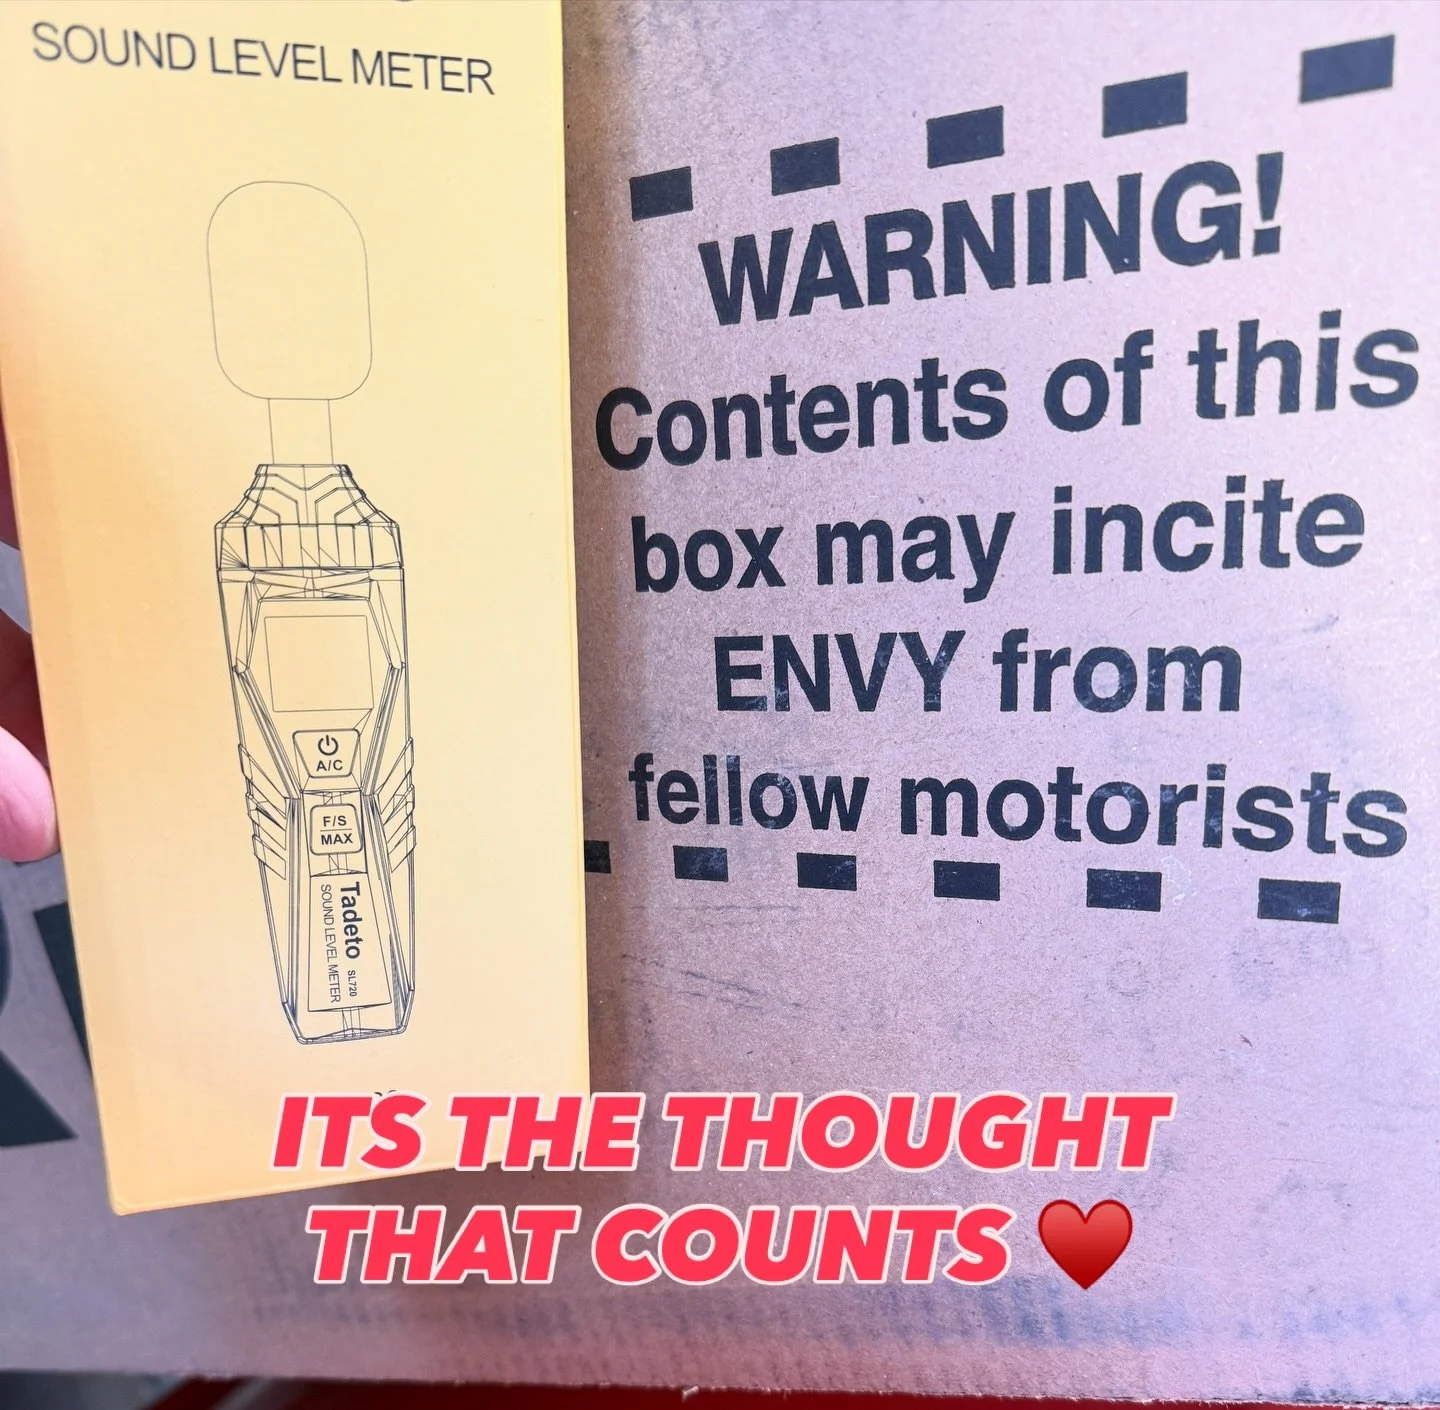 SOUND LEVEL METER
A/C
F/S
MAX
Tadeto SL720
SOUND LEVEL METER
WARNING!
Contents of this
box may incite
ENVY from
fellow motorists
ITS THE THOUGHT
THAT COUNTS ♥️